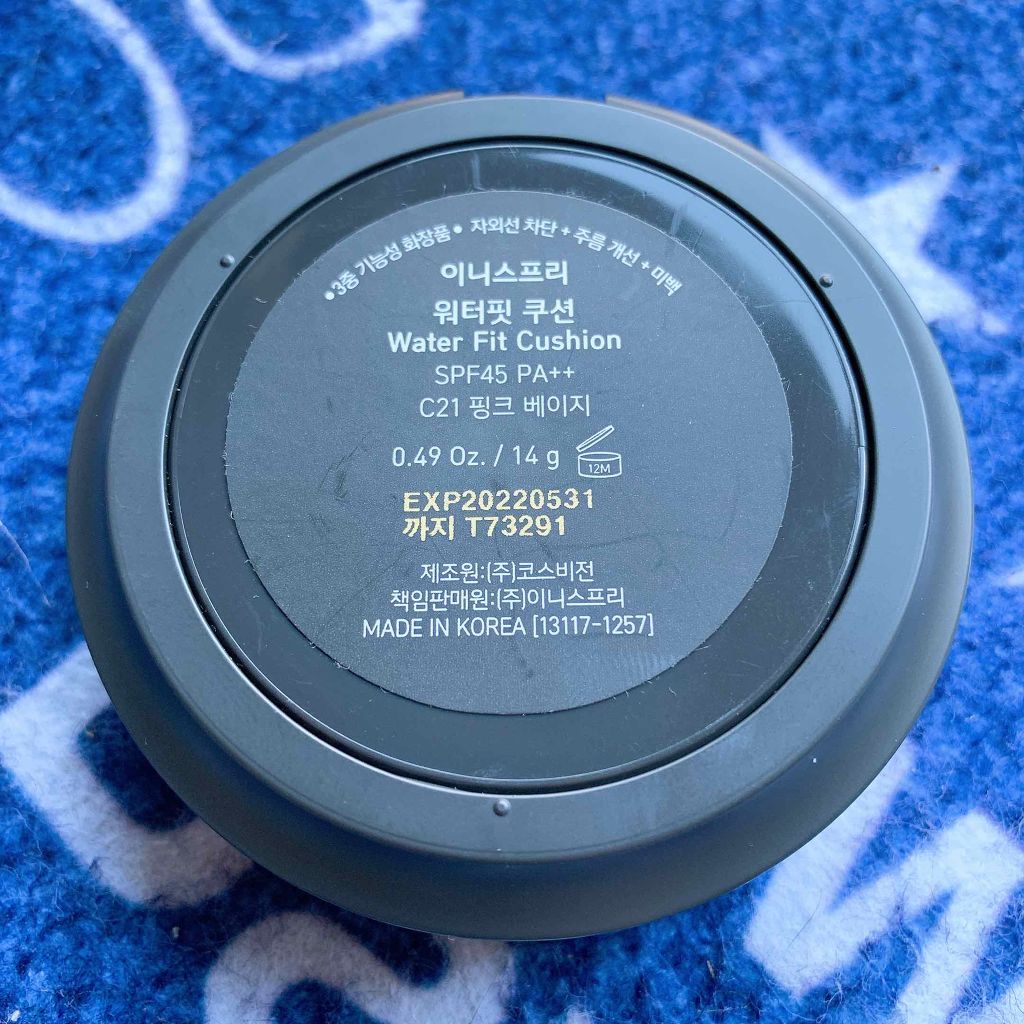 •3중 기능성 화장품• 자외선 차단 + 주름 개선 + 미백
이니스프리
워터핏 쿠션
Water Fit Cushion
SPF45 PA++
C21 핑크 베이지
0.49 Oz. / 14 g 12M
EXP20220531
까지 T73291
제조원:(주)코스비전
책임판매원:(주)이니스프리
MADE IN KOREA [13117-1257]